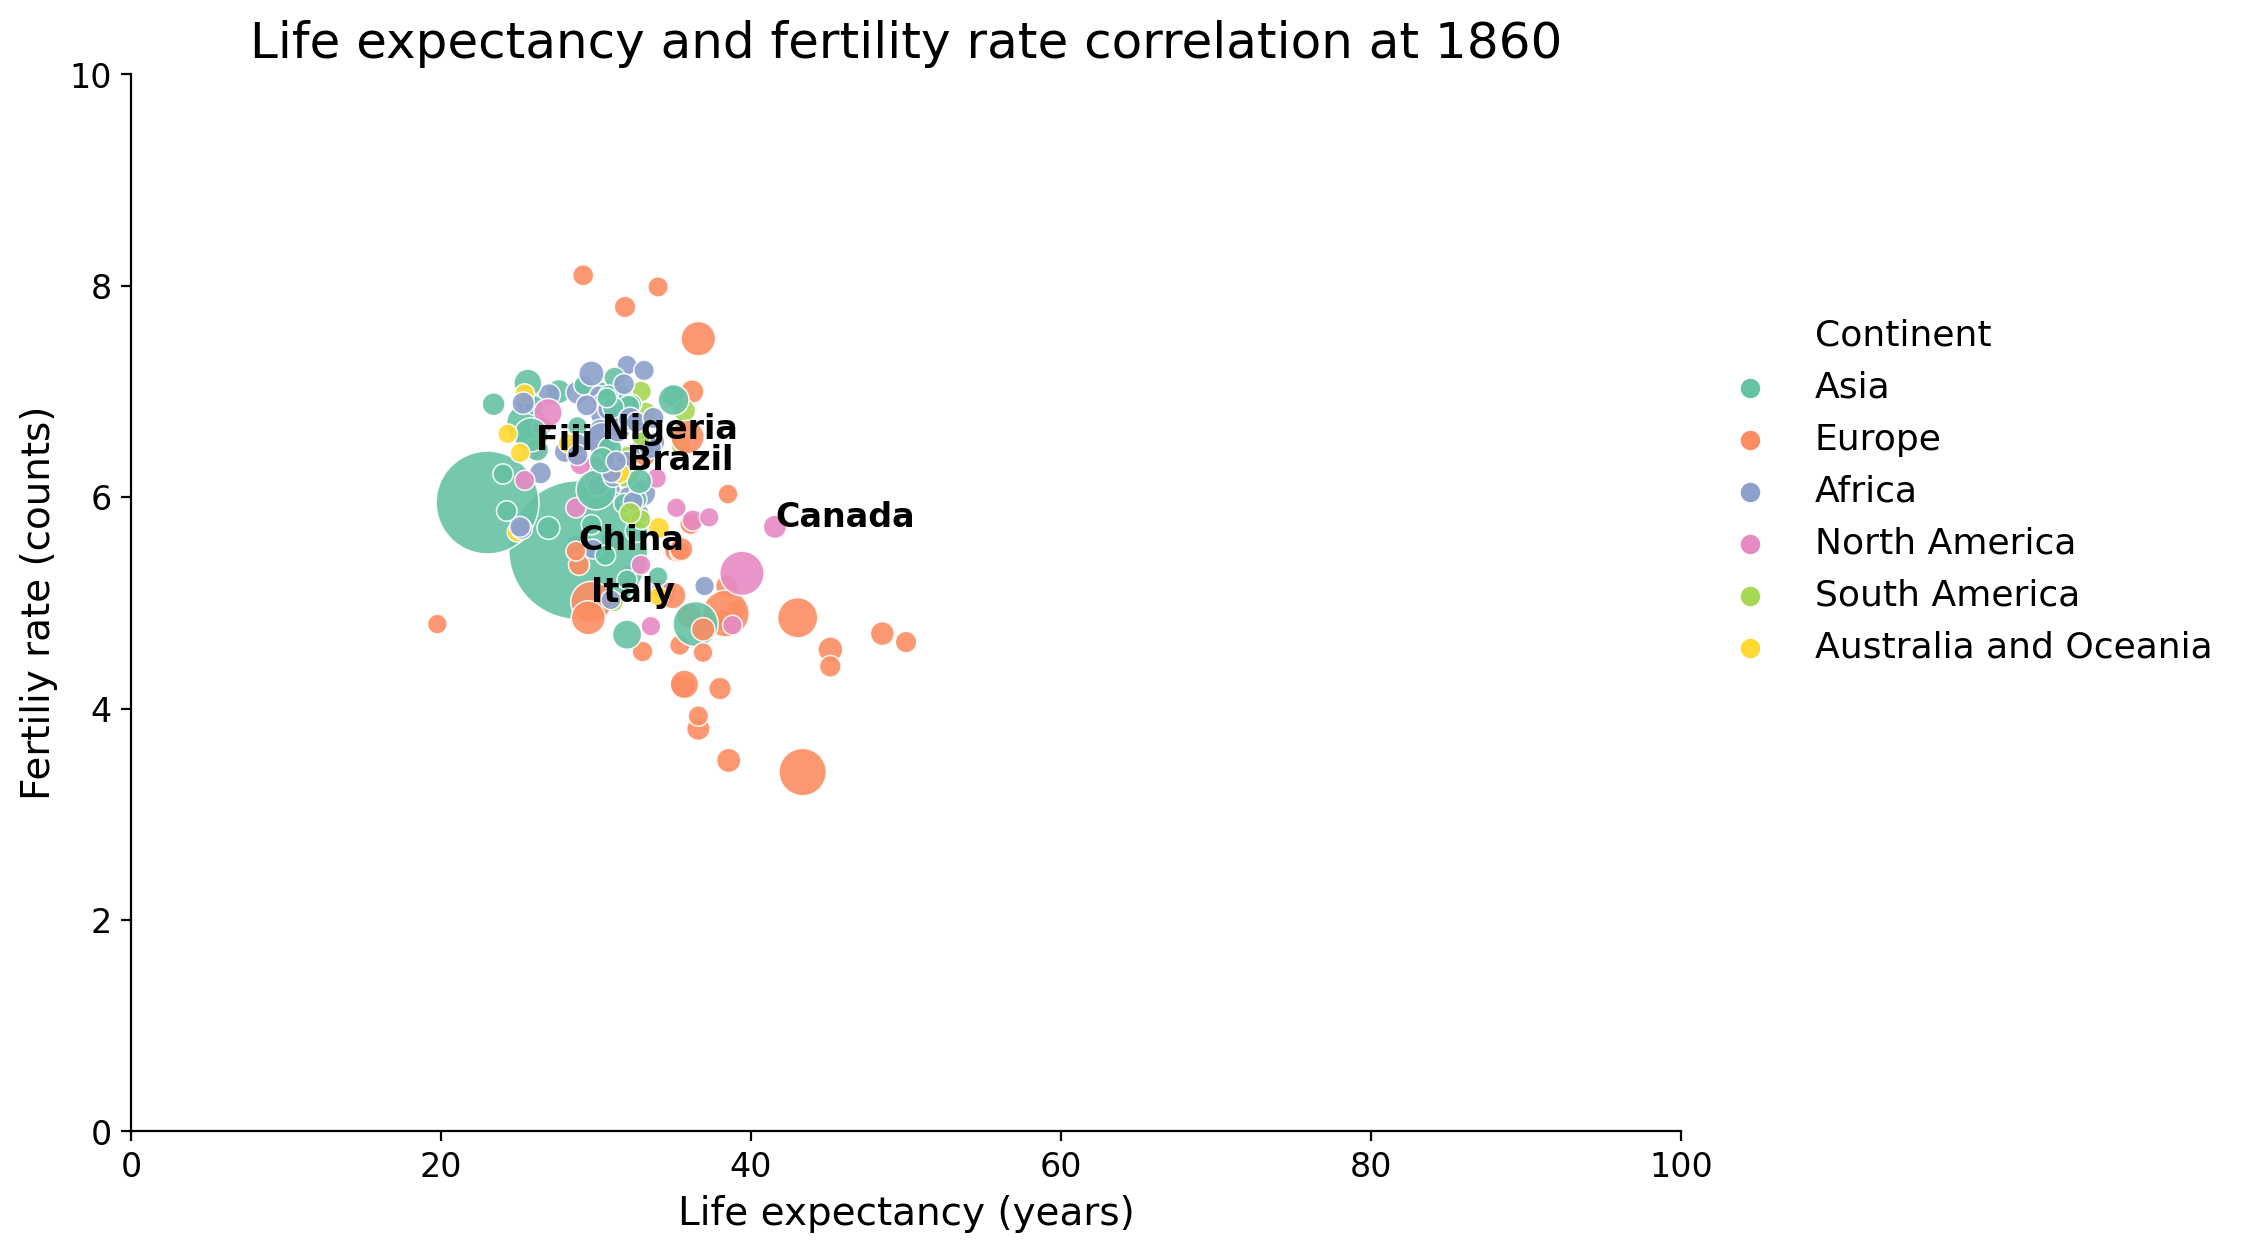 Life expectancy and fertility rate correlation at 1860
10
8
6
4
2
0
Fertiliy rate (counts)
Nigeria
Fiji
Brazil
Canada
China
Italy
0 20 40 60 80 100
Life expectancy (years)
Continent
Asia
Europe
Africa
North America
South America
Australia and Oceania